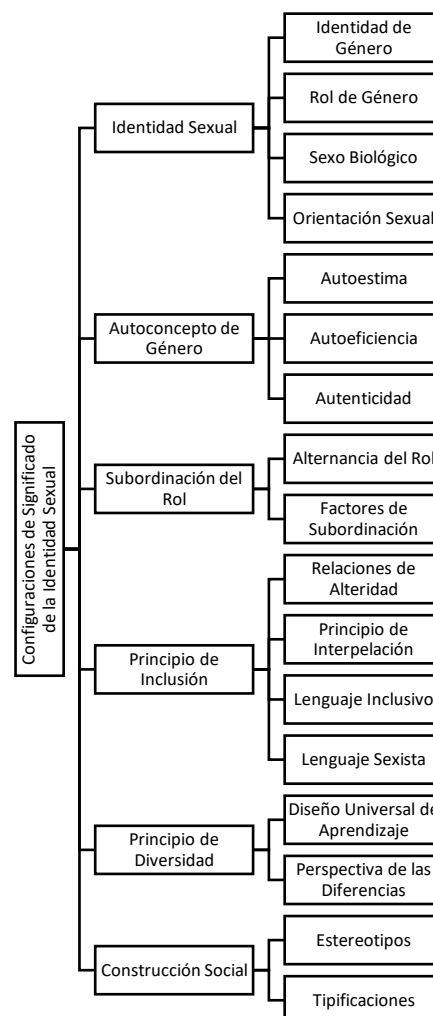 Configuraciones de Significado
de la Identidad Sexual
Identidad Sexual
Identidad de
Género
Rol de Género
Sexo Biológico
Orientación Sexual
Autoconcepto de
Género
Autoestima
Autoeficiencia
Autenticidad
Subordinación del
Rol
Alternancia del Rol
Factores de
Subordinación
Principio de
Inclusión
Relaciones de
Alteridad
Principio de
Interpelación
Lenguaje Inclusivo
Lenguaje Sexista
Principio de
Diversidad
Diseño Universal de
Aprendizaje
Perspectiva de las
Diferencias
Construcción Social
Estereotipos
Tipificaciones